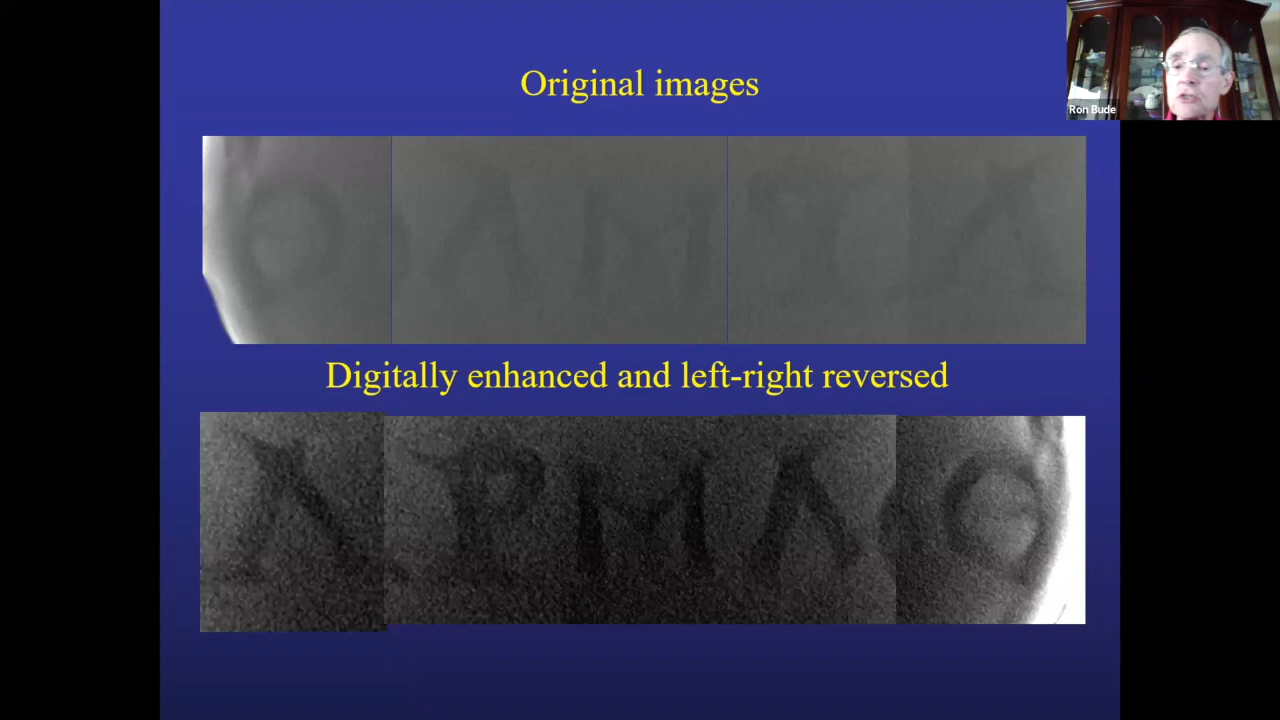 Ron Bude
Original images
Digitally enhanced and left-right reversed